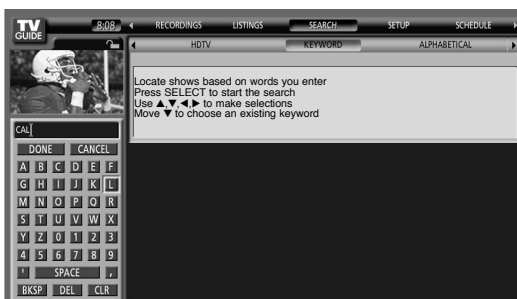 TV GUIDE 8:08 RECORDINGS LISTINGS SEARCH SETUP SCHEDULE
HDTV KEYWORD ALPHABETICAL
Locate shows based on words you enter
Press SELECT to start the search
Use ▲,▼,◀,▶ to make selections
Move ▼ to choose an existing keyword
CAL
DONE CANCEL
A B C D E F
G H I J K L
M N O P Q R
S T U V W X
Y Z 0 1 2 3
4 5 6 7 8 9
' SPACE ,
BKSP DEL CLR